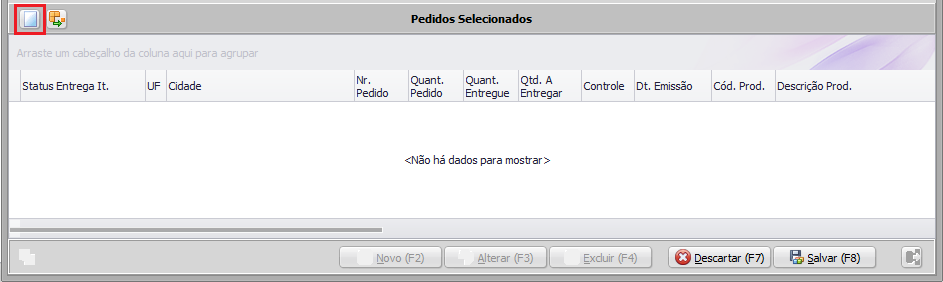 Pedidos Selecionados
Arraste um cabeçalho da coluna aqui para agrupar
Status Entrega It. UF Cidade Nr. Pedido Quant. Pedido Quant. Entregue Qtd. A Entregar Controle Dt. Emissão Cód. Prod. Descrição Prod.
<Não há dados para mostrar>
Novo (F2) Alterar (F3) Excluir (F4) Descartar (F7) Salvar (F8)